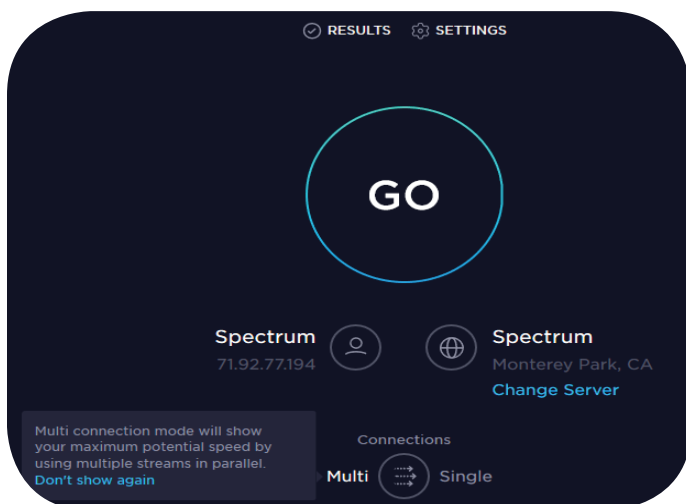 RESULTS SETTINGS
GO
Spectrum Spectrum
71.92.77.194 Monterey Park, CA
Change Server
Multi connection mode will show
your maximum potential speed by
using multiple streams in parallel.
Don't show again
Connections
Multi Single